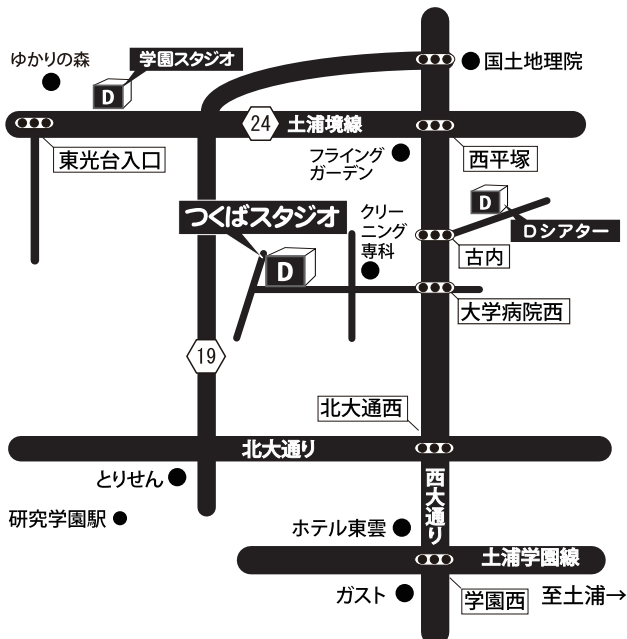 ゆかりの森
学園スタジオ
D
国土地理院
24
土浦境線
東光台入口
フライング
ガーデン
西平塚
D
つくばスタジオ
クリー
ニング
専科
Dシアター
古内
D
大学病院西
19
北大通西
北大通り
とりせん
西大通り
研究学園駅
ホテル東雲
土浦学園線
ガスト
学園西
至土浦→